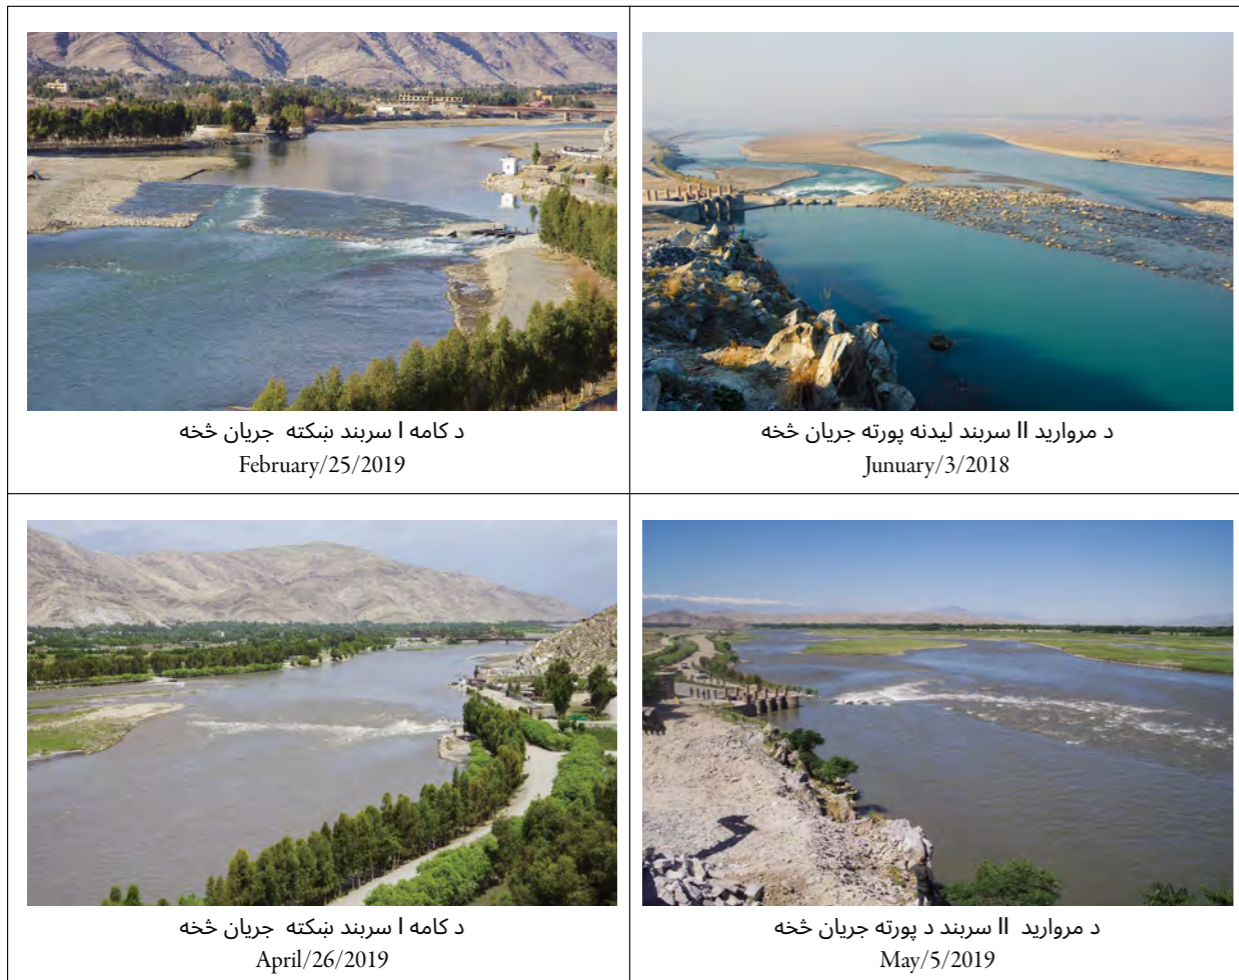 د کامه I سربند ښکته جریان څخه
February/25/2019
د مروارید II سربند لیدنه پورته جریان څخه
Junuary/3/2018
د کامه I سربند ښکته جریان څخه
April/26/2019
د مروارید II سربند د پورته جریان څخه
May/5/2019